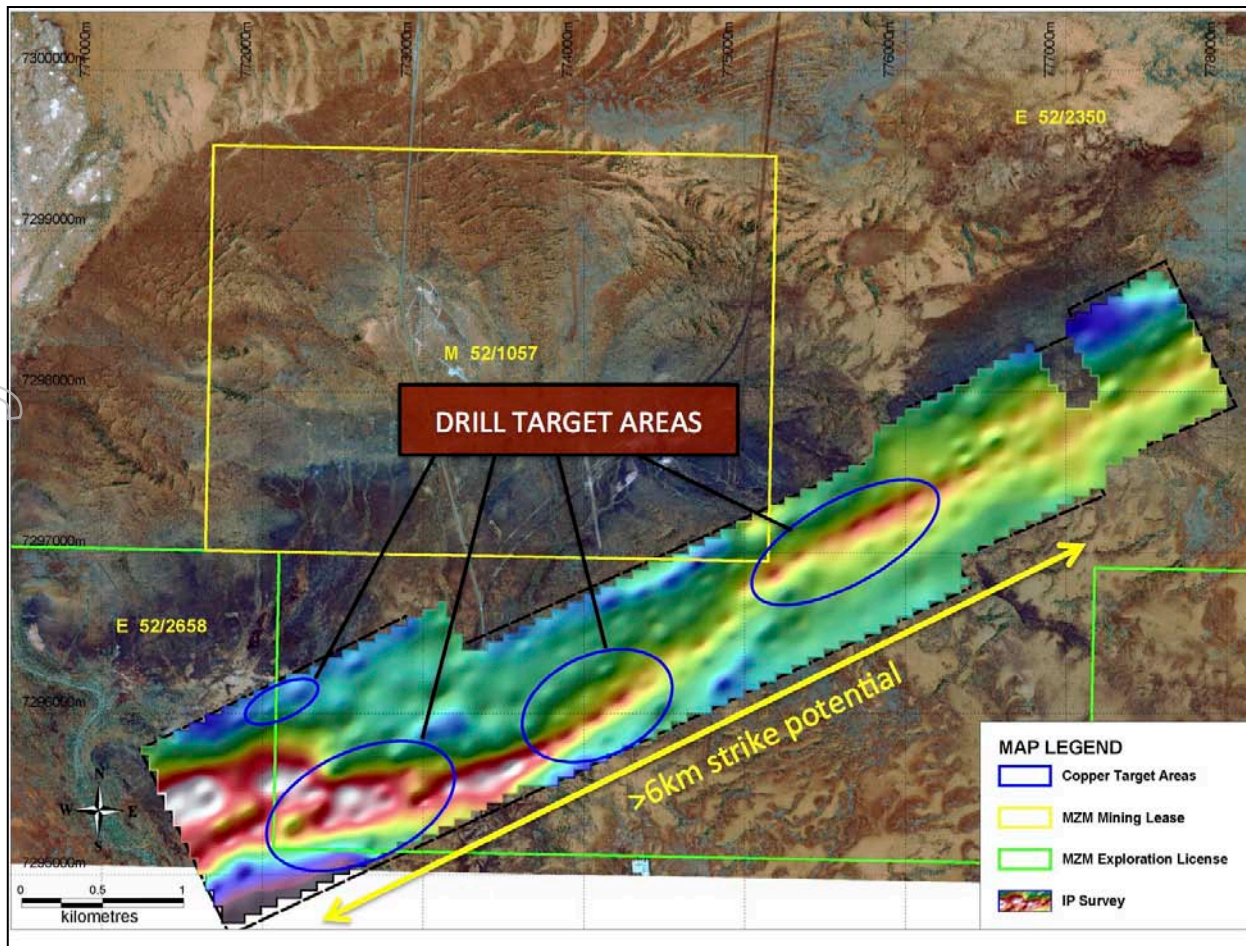 771000m
772000m
773000m
774000m
775000m
776000m
777000m
778000m
7300000m
E 52/2350
7299000m
M 52/1057
7298000m
DRILL TARGET AREAS
7297000m
E 52/2658
7296000m
>6km strike potential
7295000m
N
W E
S
0 0.5 1
kilometres
MAP LEGEND
Copper Target Areas
MZM Mining Lease
MZM Exploration License
IP Survey